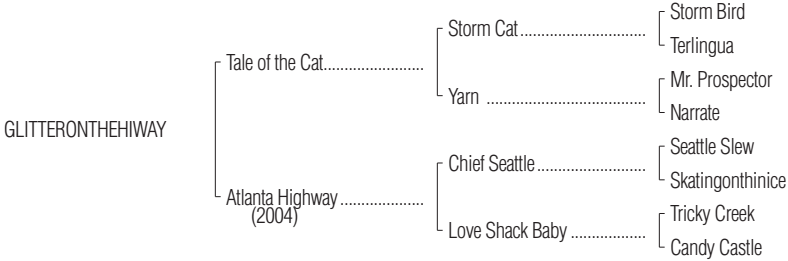 Storm Bird
Storm Cat..............................
Terlingua
Tale of the Cat........................
Mr. Prospector
Yarn ......................................
Narrate
GLITTERONTHEHIWAY
Seattle Slew
Chief Seattle..........................
Skatingonthinice
Atlanta Highway....................
(2004)
Tricky Creek
Love Shack Baby ..................
Candy Castle